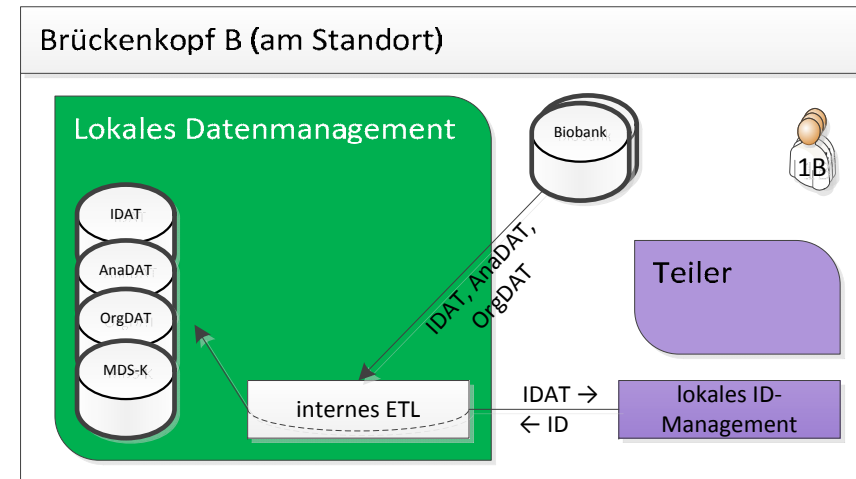 Brückenkopf B (am Standort)
Lokales Datenmanagement
Biobank
1B
IDAT
AnaDAT
OrgDAT
MDS-K
IDAT, AnaDAT,
OrgDAT
Teiler
internes ETL
IDAT →
← ID
lokales ID-
Management